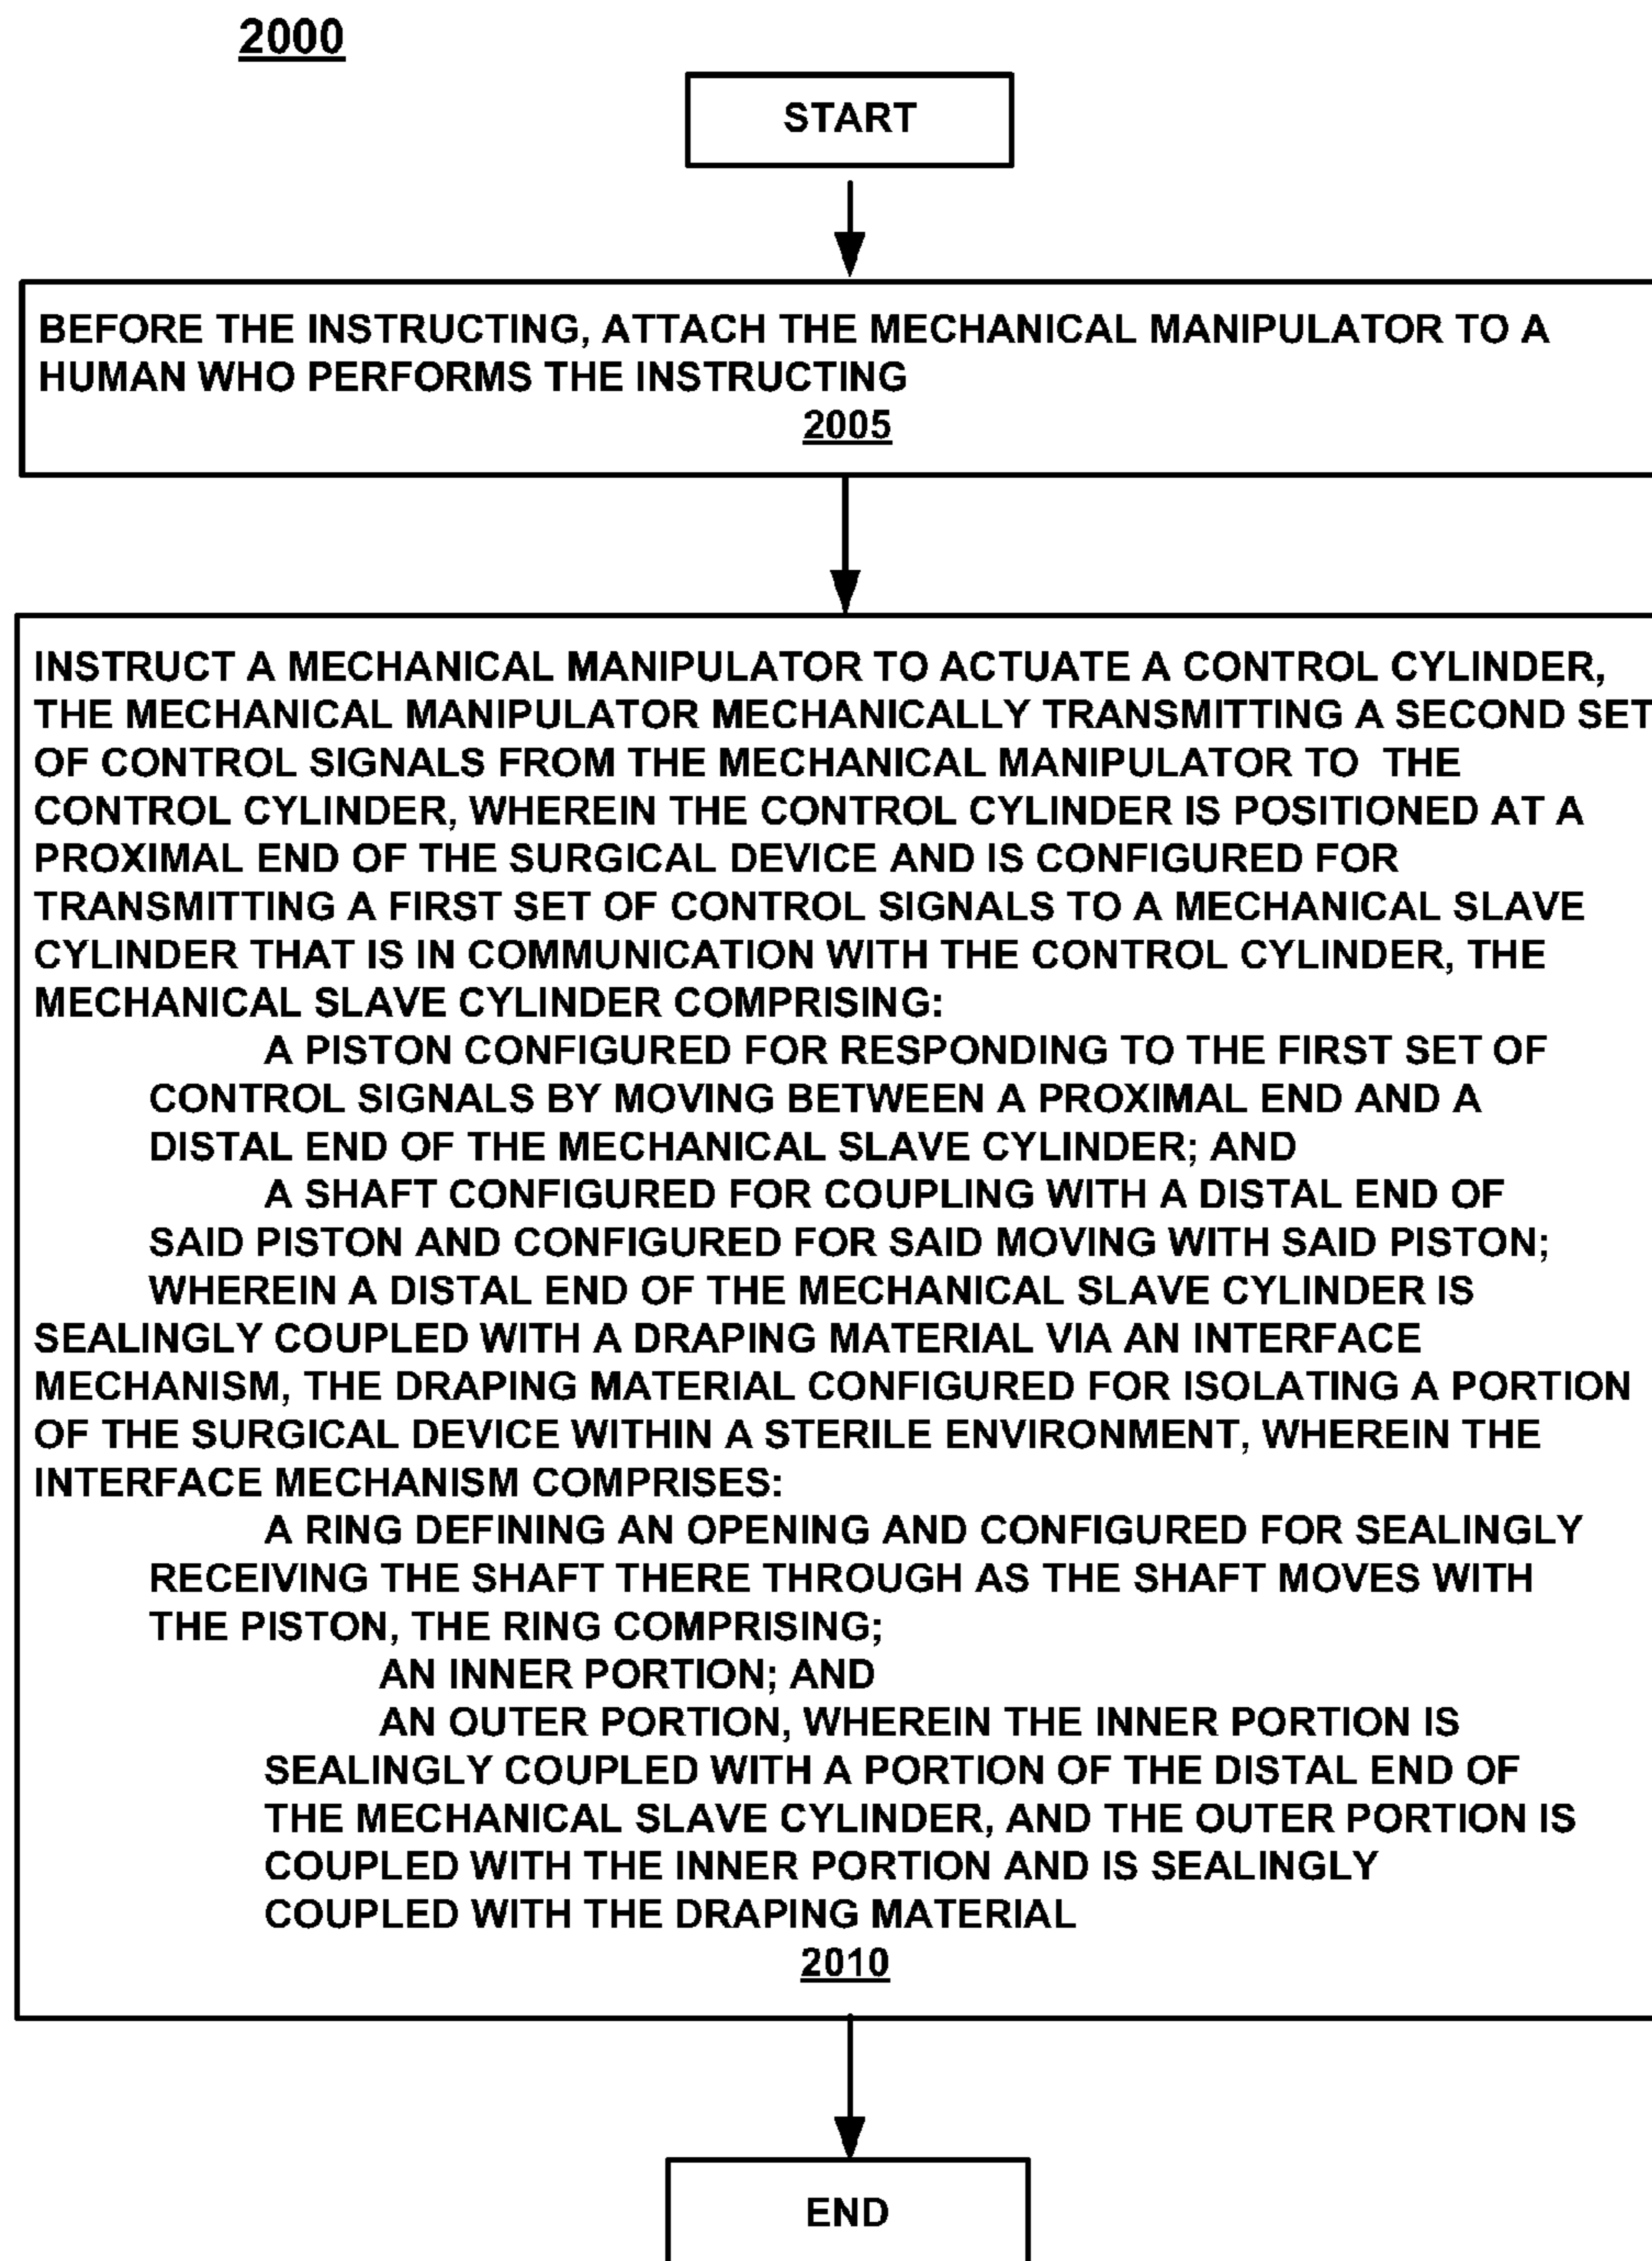 2000
START
BEFORE THE INSTRUCTING, ATTACH THE MECHANICAL MANIPULATOR TO A
HUMAN WHO PERFORMS THE INSTRUCTING
2005
INSTRUCT A MECHANICAL MANIPULATOR TO ACTUATE A CONTROL CYLINDER,
THE MECHANICAL MANIPULATOR MECHANICALLY TRANSMITTING A SECOND SET
OF CONTROL SIGNALS FROM THE MECHANICAL MANIPULATOR TO THE
CONTROL CYLINDER, WHEREIN THE CONTROL CYLINDER IS POSITIONED AT A
PROXIMAL END OF THE SURGICAL DEVICE AND IS CONFIGURED FOR
TRANSMITTING A FIRST SET OF CONTROL SIGNALS TO A MECHANICAL SLAVE
CYLINDER THAT IS IN COMMUNICATION WITH THE CONTROL CYLINDER, THE
MECHANICAL SLAVE CYLINDER COMPRISING:
A PISTON CONFIGURED FOR RESPONDING TO THE FIRST SET OF
CONTROL SIGNALS BY MOVING BETWEEN A PROXIMAL END AND A
DISTAL END OF THE MECHANICAL SLAVE CYLINDER; AND
A SHAFT CONFIGURED FOR COUPLING WITH A DISTAL END OF
SAID PISTON AND CONFIGURED FOR SAID MOVING WITH SAID PISTON;
WHEREIN A DISTAL END OF THE MECHANICAL SLAVE CYLINDER IS
SEALINGLY COUPLED WITH A DRAPING MATERIAL VIA AN INTERFACE
MECHANISM, THE DRAPING MATERIAL CONFIGURED FOR ISOLATING A PORTION
OF THE SURGICAL DEVICE WITHIN A STERILE ENVIRONMENT, WHEREIN THE
INTERFACE MECHANISM COMPRISES:
A RING DEFINING AN OPENING AND CONFIGURED FOR SEALINGLY
RECEIVING THE SHAFT THERE THROUGH AS THE SHAFT MOVES WITH
THE PISTON, THE RING COMPRISING;
AN INNER PORTION; AND
AN OUTER PORTION, WHEREIN THE INNER PORTION IS
SEALINGLY COUPLED WITH A PORTION OF THE DISTAL END OF
THE MECHANICAL SLAVE CYLINDER, AND THE OUTER PORTION IS
COUPLED WITH THE INNER PORTION AND IS SEALINGLY
COUPLED WITH THE DRAPING MATERIAL
2010
END